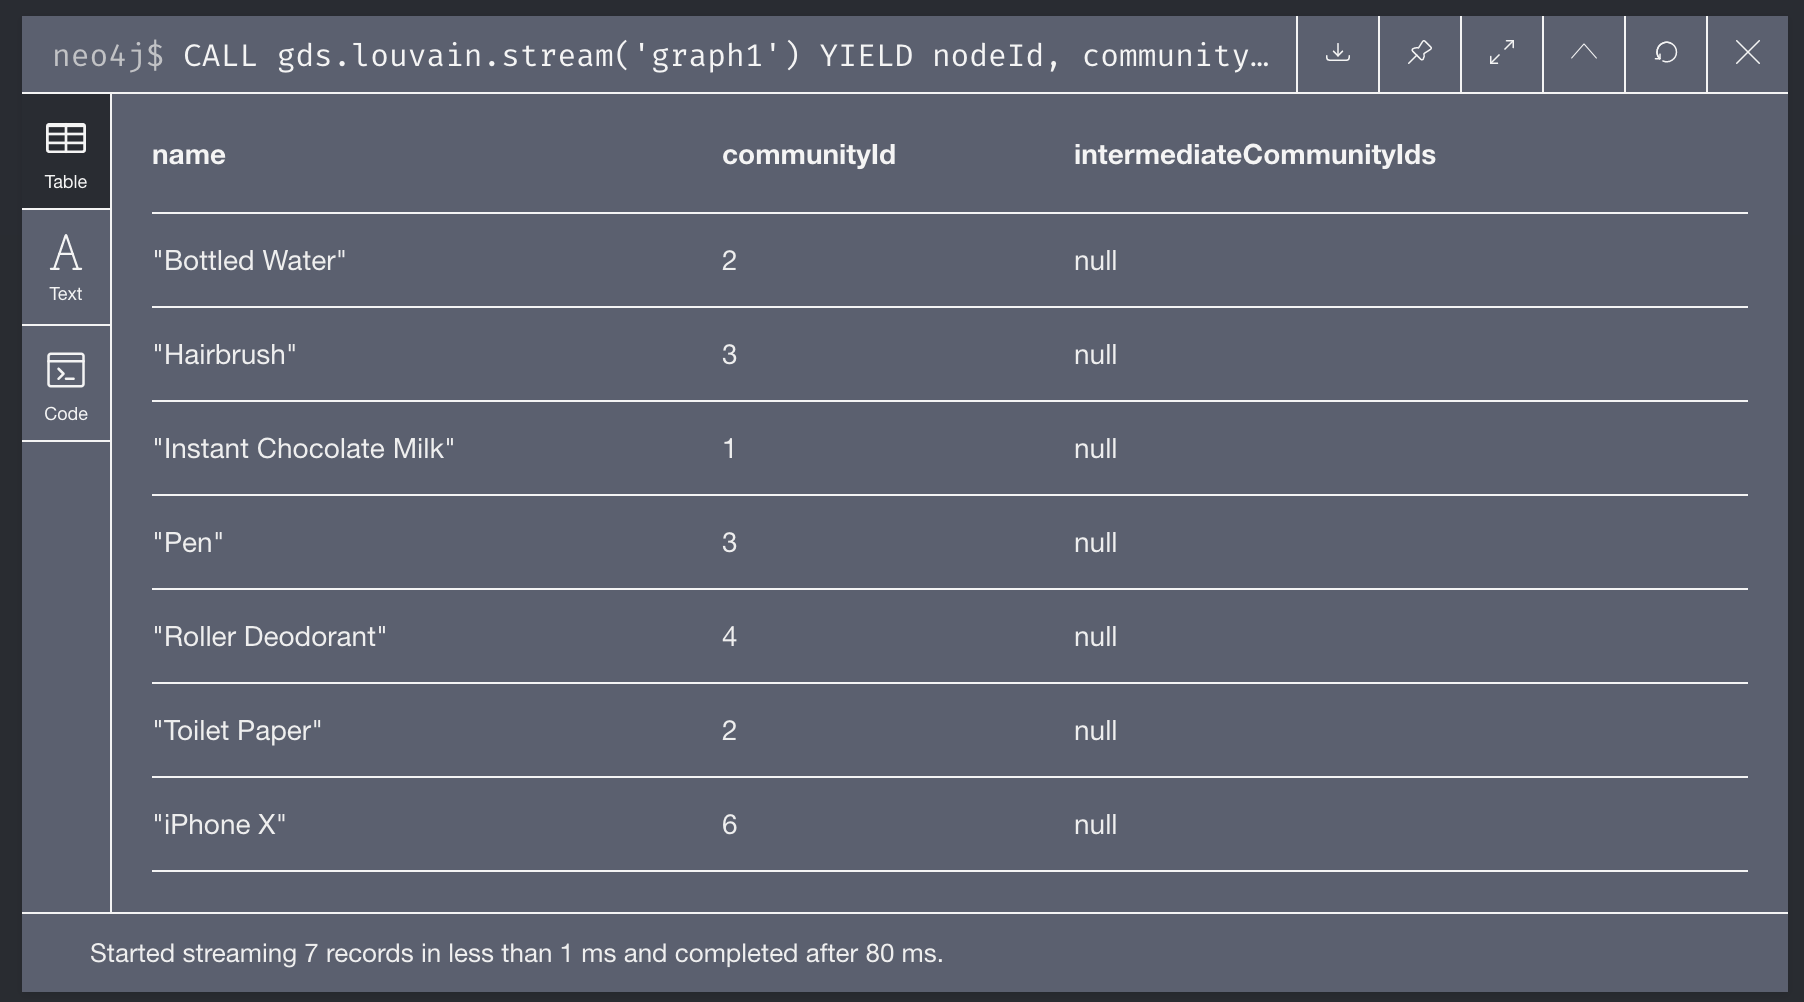 neo4j$ CALL gds.louvain.stream('graph1') YIELD nodeId, community…
Table
Text
Code
name communityId intermediateCommunityIds
"Bottled Water" 2 null
"Hairbrush" 3 null
"Instant Chocolate Milk" 1 null
"Pen" 3 null
"Roller Deodorant" 4 null
"Toilet Paper" 2 null
"iPhone X" 6 null
Started streaming 7 records in less than 1 ms and completed after 80 ms.